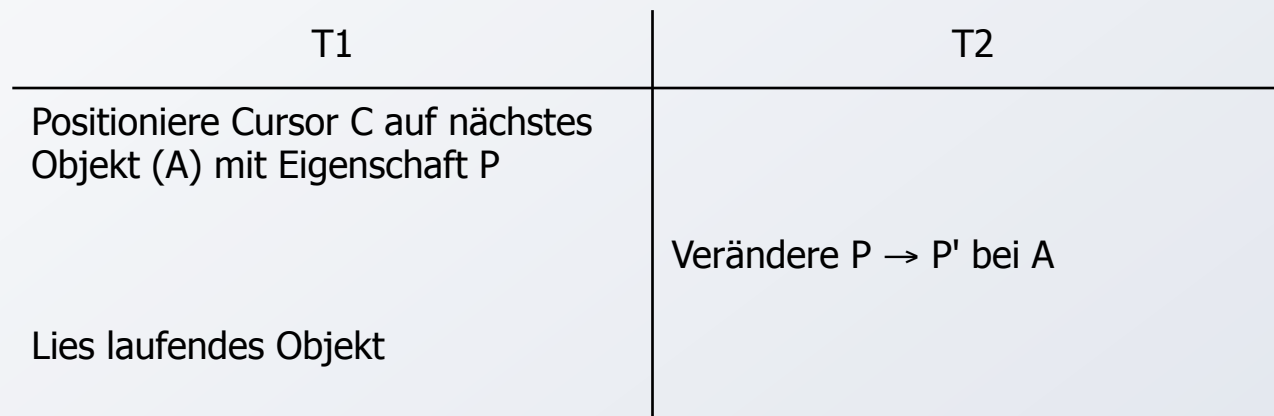 T1
T2
Positioniere Cursor C auf nächstes
Objekt (A) mit Eigenschaft P
Verändere P → P' bei A
Lies laufendes Objekt